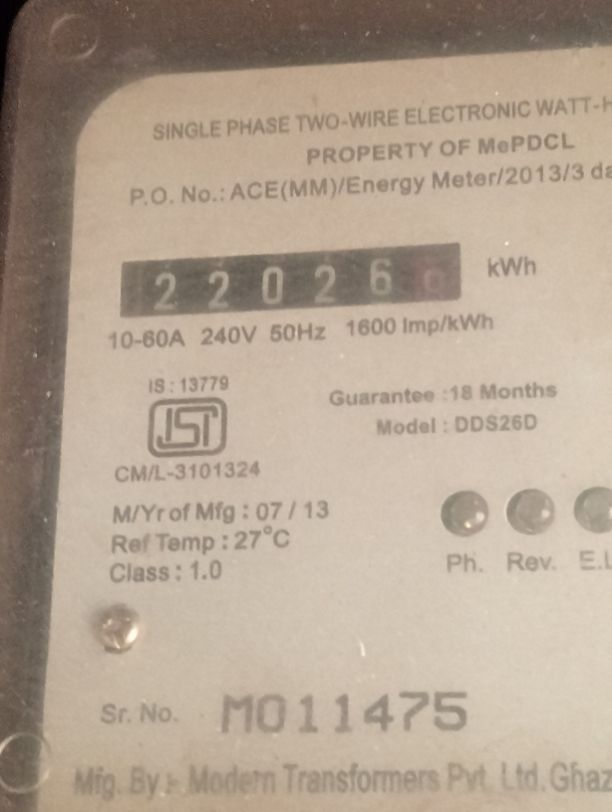 SINGLE PHASE TWO-WIRE ELECTRONIC WATT-H
PROPERTY OF MePDCL
P.O. No.: ACE(MM)/Energy Meter/2013/3 da
22026 kWh
10-60A 240V 50Hz 1600 Imp/kWh
IS : 13779
ISI
CM/L-3101324
Guarantee :18 Months
Model : DDS26D
M/Yr of Mfg : 07 / 13
Ref Temp : 27°C
Class : 1.0
Ph. Rev. E.L
Sr. No. M011475
Mfg. By :- Modern Transformers Pvt. Ltd. Ghaz